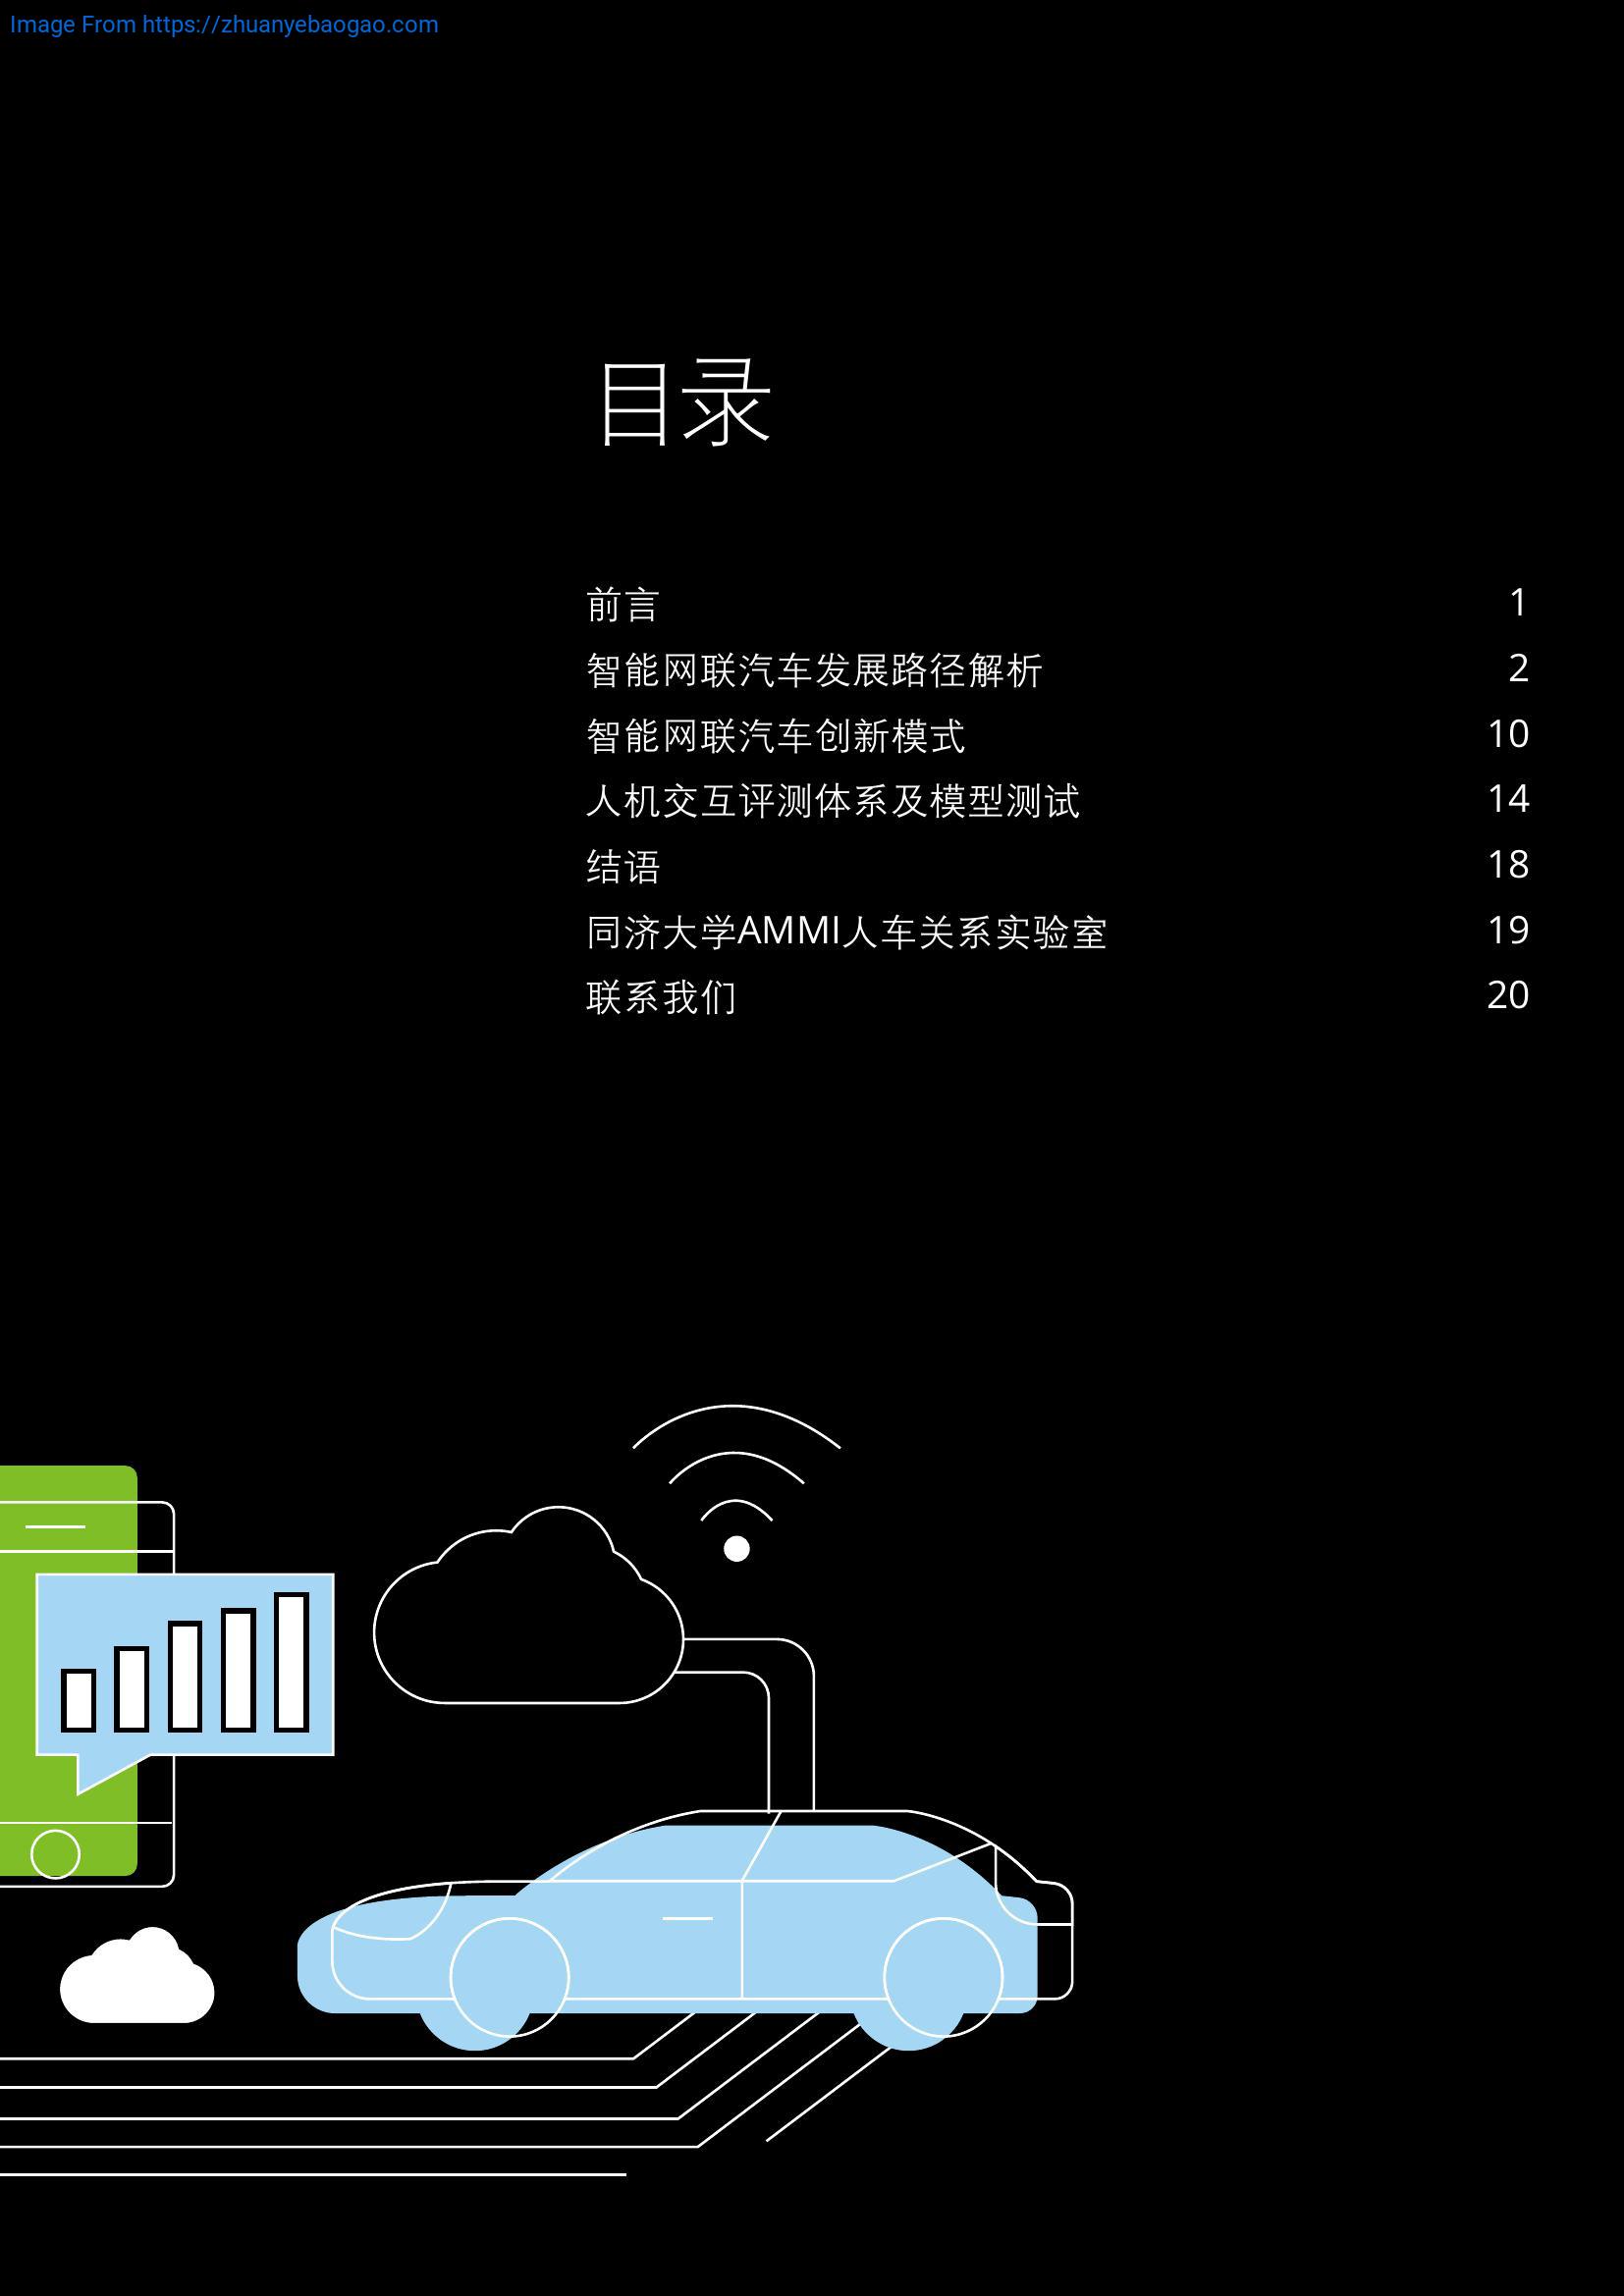 Image From https://zhuanyebaogao.com
目录
前言 1
智能网联汽车发展路径解析 2
智能网联汽车创新模式 10
人机交互评测体系及模型测试 14
结语 18
同济大学AMMI人车关系实验室 19
联系我们 20